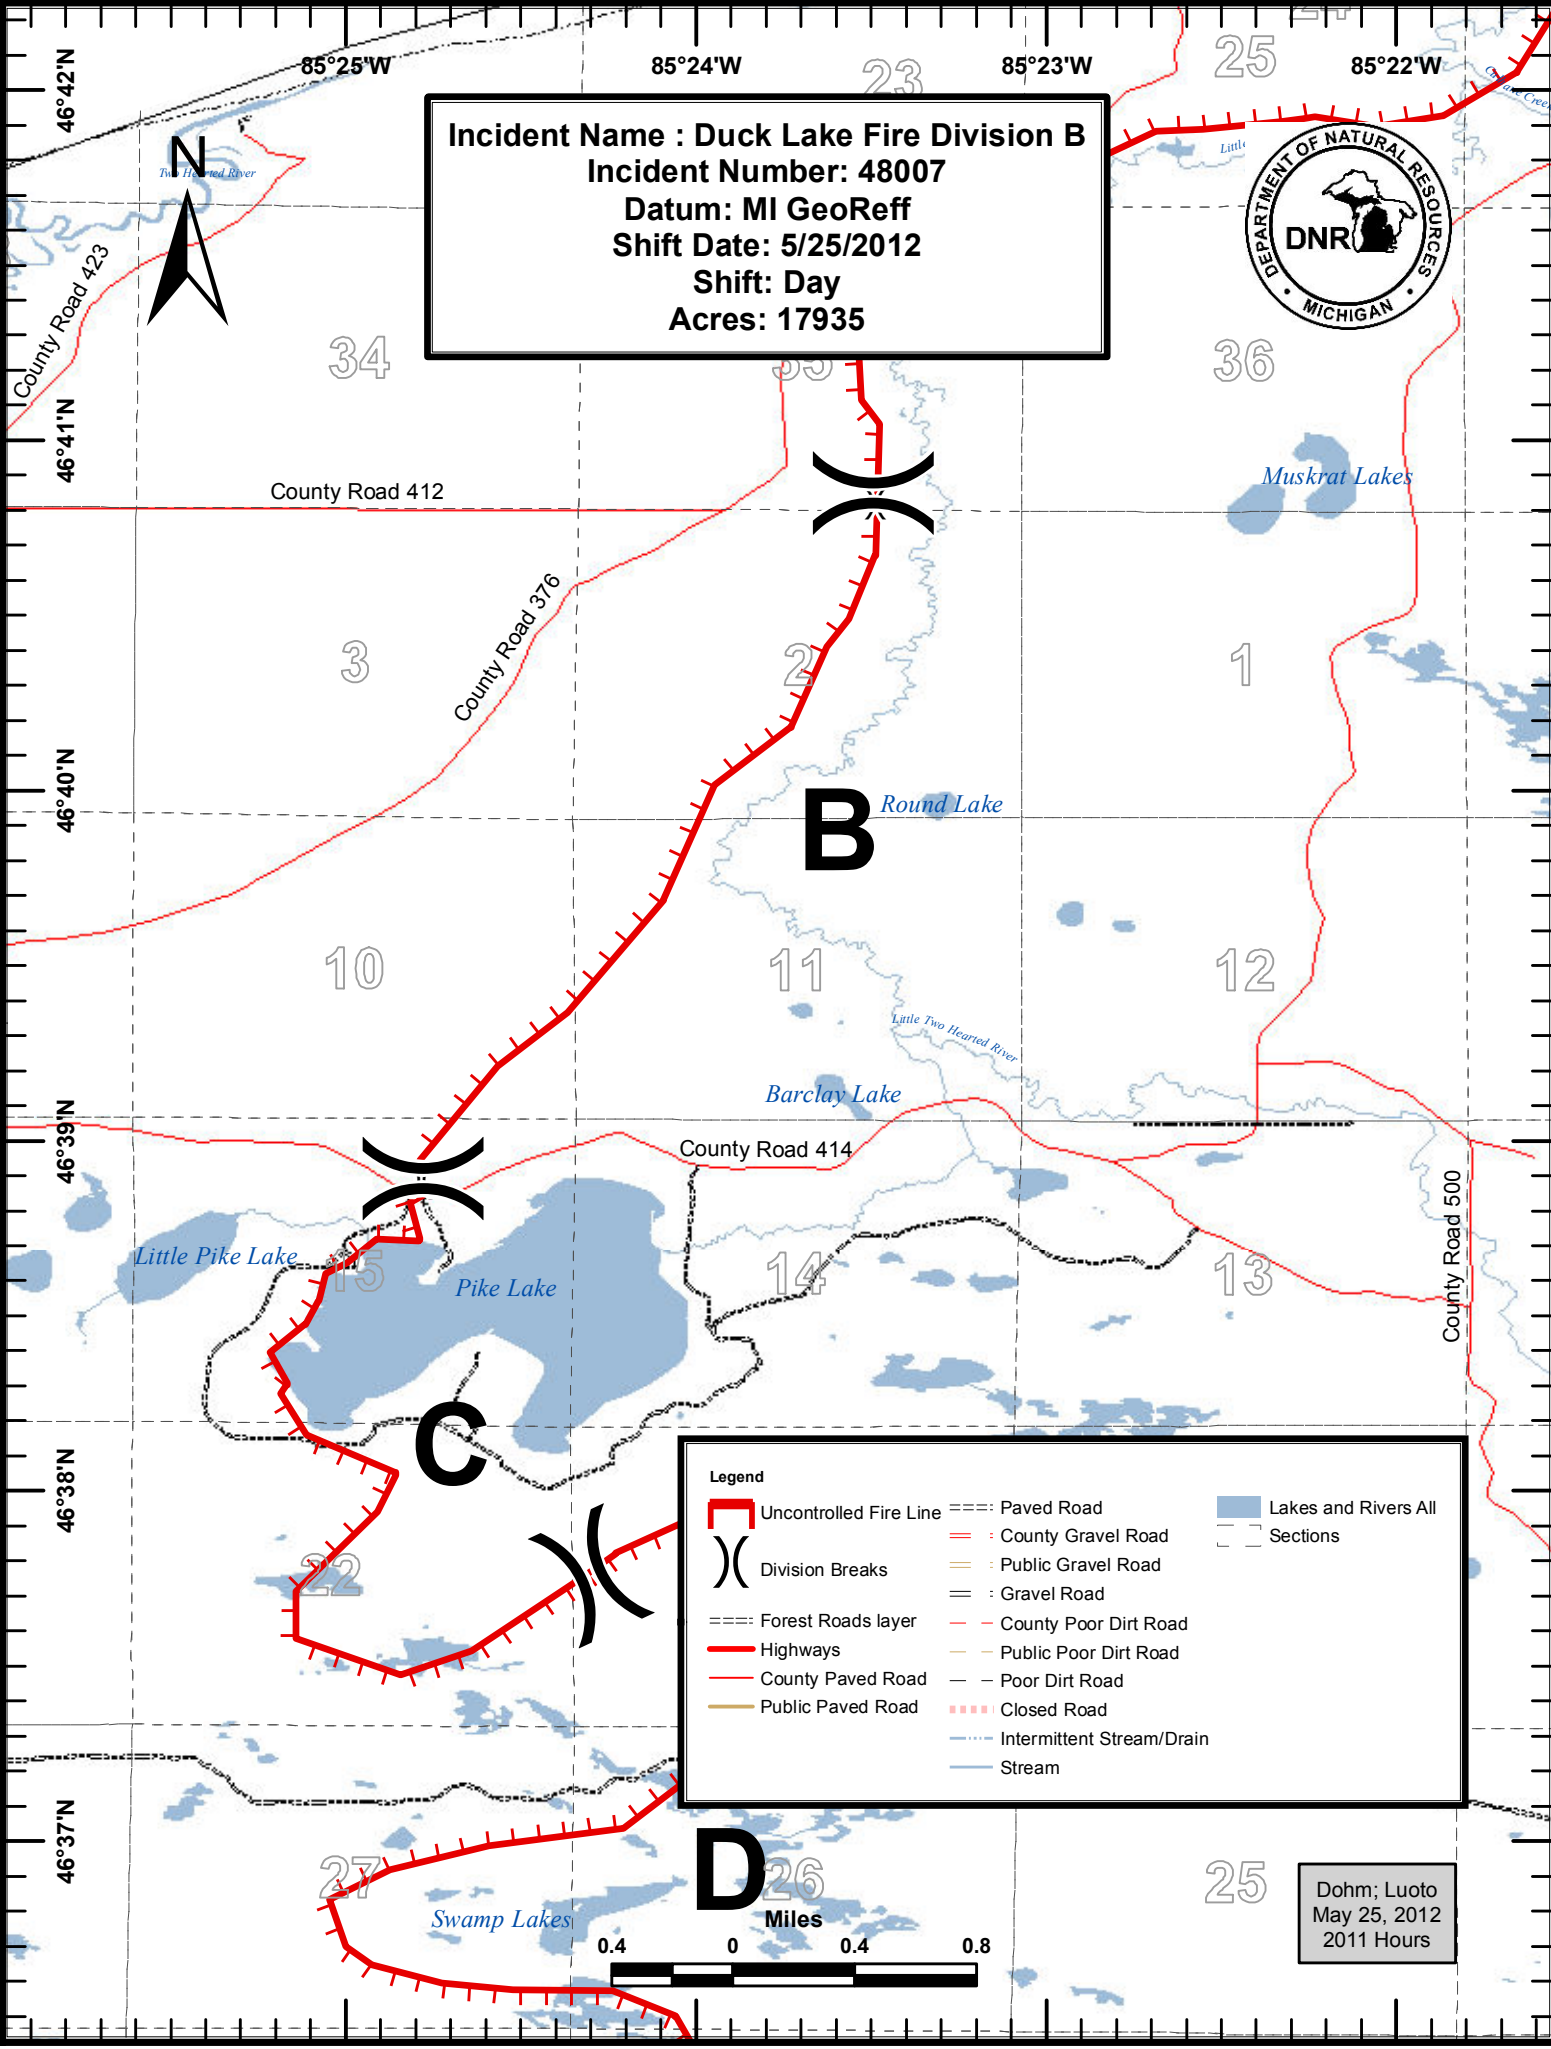 24
85°25'W
85°24'W
85°23'W
85°22'W
23
25
46°42'N
46°41'N
46°40'N
46°39'N
46°38'N
46°37'N
Incident Name : Duck Lake Fire Division B
Incident Number: 48007
Datum: MI GeoReff
Shift Date: 5/25/2012
Shift: Day
Acres: 17935
N
Two Hearted River
Little
DEPARTMENT OF NATURAL RESOURCES
DNR
MICHIGAN
County Road 423
34
35
36
County Road 412
Muskrat Lakes
County Road 376
3
2
1
B
Round Lake
10
11
12
Little Two Hearted River
Barclay Lake
County Road 414
County Road 500
Little Pike Lake
15
Pike Lake
14
13
C
22
Legend
Uncontrolled Fire Line
Division Breaks
Forest Roads layer
Highways
County Paved Road
Public Paved Road
Paved Road
County Gravel Road
Public Gravel Road
Gravel Road
County Poor Dirt Road
Public Poor Dirt Road
Poor Dirt Road
Closed Road
Intermittent Stream/Drain
Stream
Lakes and Rivers All
Sections
27
D
26
25
Swamp Lakes
Miles
0.4 0 0.4 0.8
Dohm; Luoto
May 25, 2012
2011 Hours